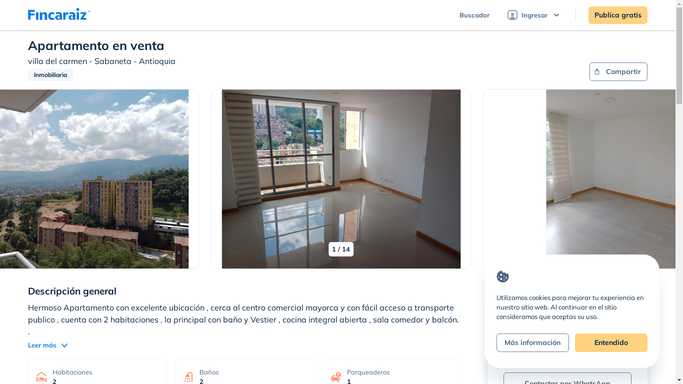 Fincaraiz
Buscador
Ingresar
Publica gratis
Apartamento en venta
villa del carmen - Sabaneta - Antioquia
Inmobiliaria
Compartir
1 / 14
Descripción general
Hermoso Apartamento con excelente ubicación , cerca al centro comercial mayorca y con fácil acceso a transporte
publico , cuenta con 2 habitaciones , la principal con baño y Vestier , cocina integral abierta , sala comedor y balcón.
.
Leer más
Habitaciones
2
Baños
2
Parqueaderos
1
Utilizamos cookies para mejorar tu experiencia en
nuestro sitio web. Al continuar en el sitio
consideramos que aceptas su uso.
Más información
Entendido
Contactar por WhatsApp